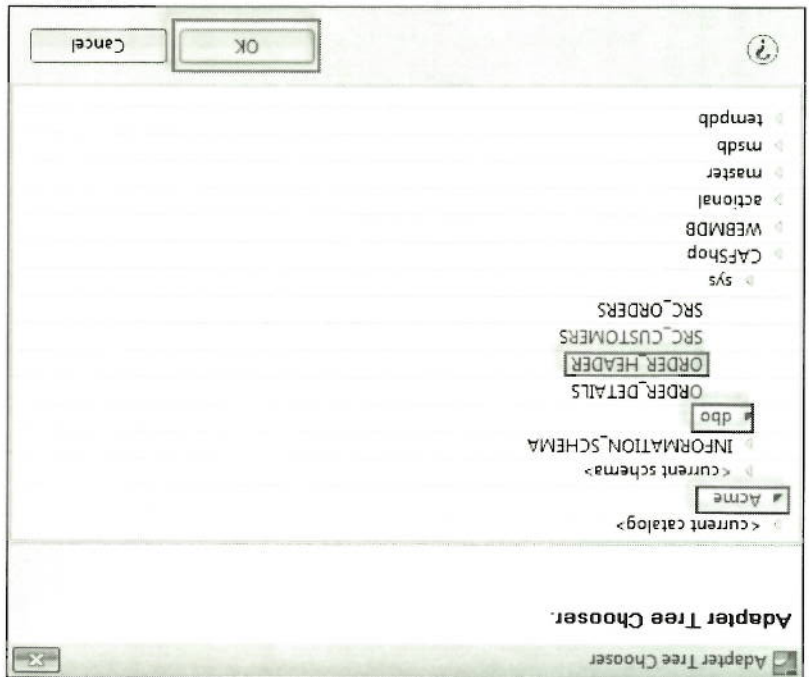 Adapter Tree Chooser
Adapter Tree Chooser.
<current catalog>
Acme
<current schema>
INFORMATION_SCHEMA
dbo
ORDER_DETAILS
ORDER_HEADER
SRC_CUSTOMERS
SRC_ORDERS
sys
CAFShop
WEBMDB
actional
master
msdb
tempdb
?
OK
Cancel